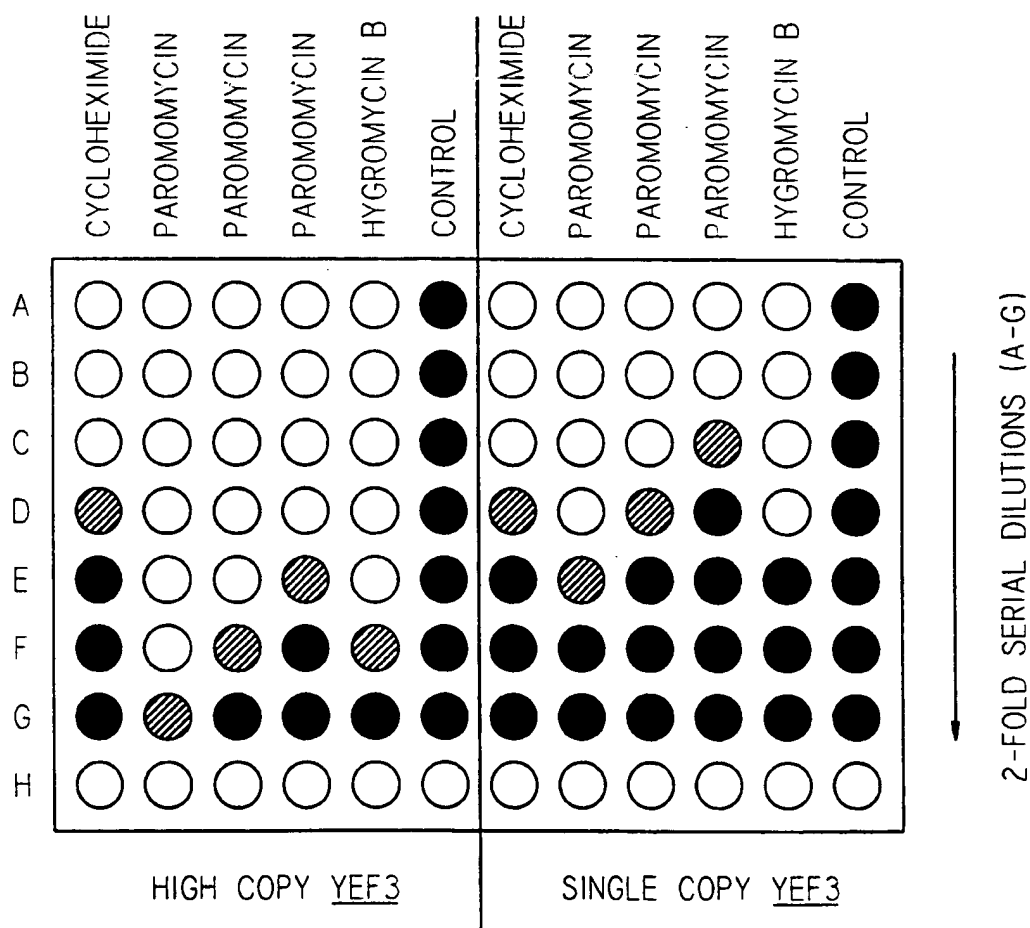 CYCLOHEXIMIDE
PAROMOMYCIN
PAROMOMYCIN
PAROMOMYCIN
HYGROMYCIN B
CONTROL
CYCLOHEXIMIDE
PAROMOMYCIN
PAROMOMYCIN
PAROMOMYCIN
HYGROMYCIN B
CONTROL
A
B
C
D
E
F
G
H
2-FOLD SERIAL DILUTIONS (A-G)
HIGH COPY YEF3
SINGLE COPY YEF3